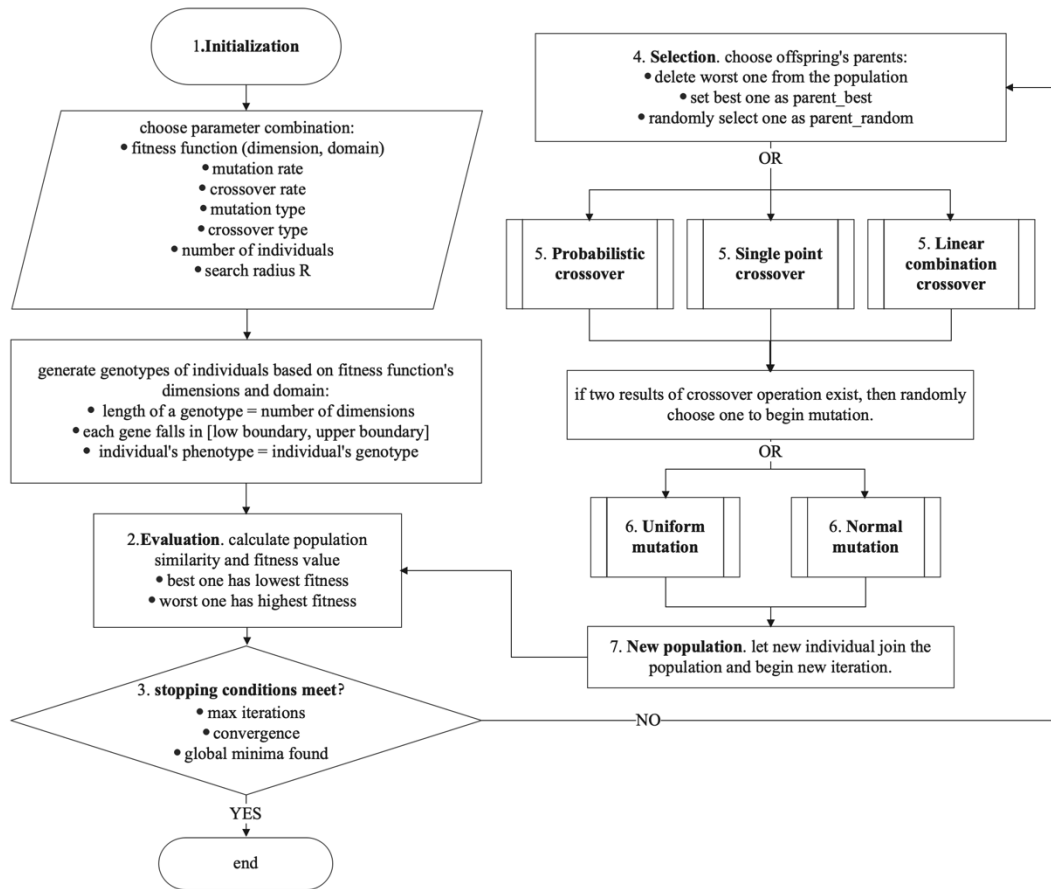 1.Initialization
choose parameter combination:
• fitness function (dimension, domain)
• mutation rate
• crossover rate
• mutation type
• crossover type
• number of individuals
• search radius R
generate genotypes of individuals based on fitness function's
dimensions and domain:
• length of a genotype = number of dimensions
• each gene falls in [low boundary, upper boundary]
• individual's phenotype = individual's genotype
2.Evaluation. calculate population
similarity and fitness value
• best one has lowest fitness
• worst one has highest fitness
3. stopping conditions meet?
• max iterations
• convergence
• global minima found
NO
YES
end
4. Selection. choose offspring's parents:
• delete worst one from the population
• set best one as parent_best
• randomly select one as parent_random
OR
5. Probabilistic
crossover
5. Single point
crossover
5. Linear
combination
crossover
if two results of crossover operation exist, then randomly
choose one to begin mutation.
OR
6. Uniform
mutation
6. Normal
mutation
7. New population. let new individual join the
population and begin new iteration.